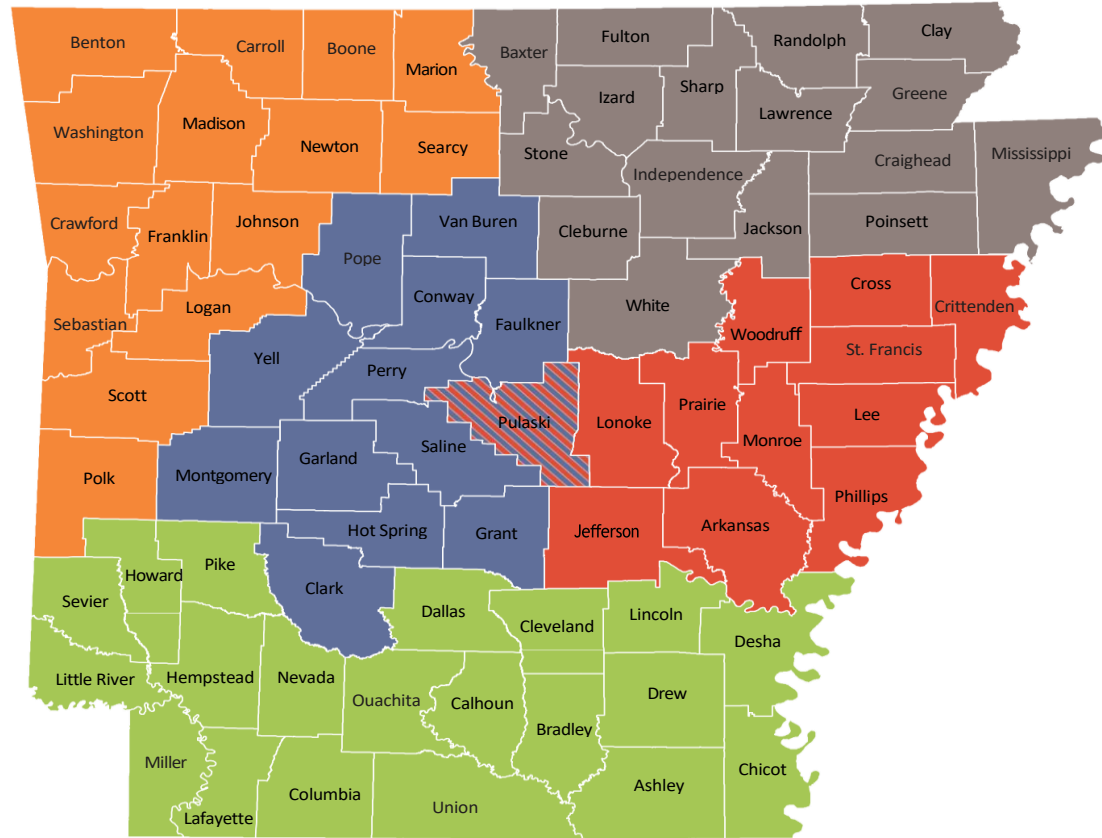 Benton
Carroll
Boone
Marion
Baxter
Fulton
Randolph
Clay
Sharp
Izard
Greene
Lawrence
Washington
Madison
Newton
Searcy
Stone
Independence
Craighead
Mississippi
Crawford
Franklin
Johnson
Van Buren
Cleburne
Jackson
Poinsett
Pope
Conway
White
Cross
Crittenden
Sebastian
Logan
Faulkner
Woodruff
St. Francis
Yell
Perry
Scott
Pulaski
Lonoke
Prairie
Lee
Monroe
Saline
Garland
Polk
Montgomery
Phillips
Hot Spring
Grant
Jefferson
Arkansas
Howard
Pike
Clark
Sevier
Dallas
Cleveland
Lincoln
Desha
Little River
Hempstead
Nevada
Ouachita
Calhoun
Drew
Bradley
Miller
Chicot
Ashley
Columbia
Union
Lafayette